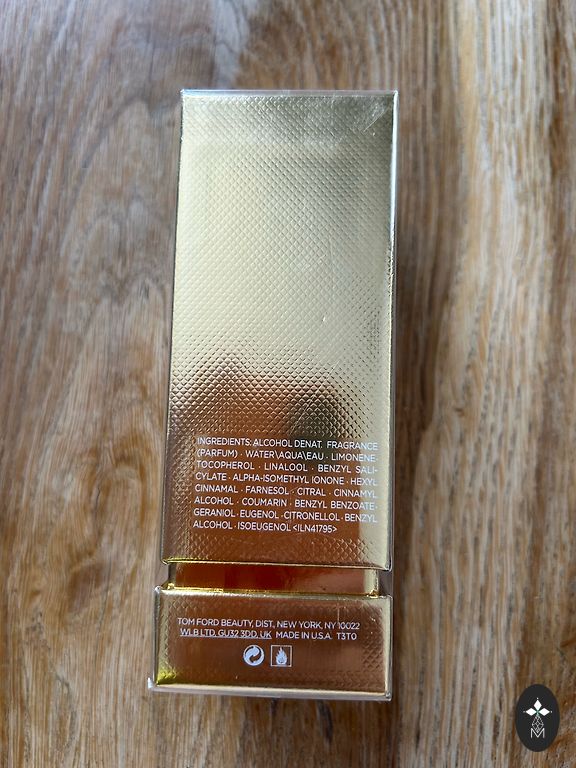 INGREDIENTS: ALCOHOL DENAT. FRAGRANCE
(PARFUM) · WATER\AQUA\EAU · LIMONENE·
TOCOPHEROL · LINALOOL · BENZYL SALI-
CYLATE · ALPHA-ISOMETHYL IONONE · HEXYL
CINNAMAL · FARNESOL · CITRAL · CINNAMYL
ALCOHOL · COUMARIN · BENZYL BENZOATE·
GERANIOL · EUGENOL · CITRONELLOL · BENZYL
ALCOHOL · ISOEUGENOL <ILN41795>
TOM FORD BEAUTY, DIST., NEW YORK, NY 10022
WLB LTD, GU32 3DD, UK MADE IN U.S.A. T3T0
M